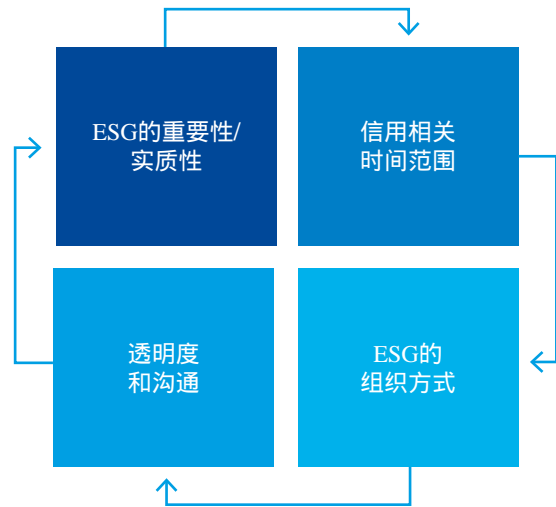 ESG的重要性/
实质性
信用相关
时间范围
透明度
和沟通
ESG的
组织方式